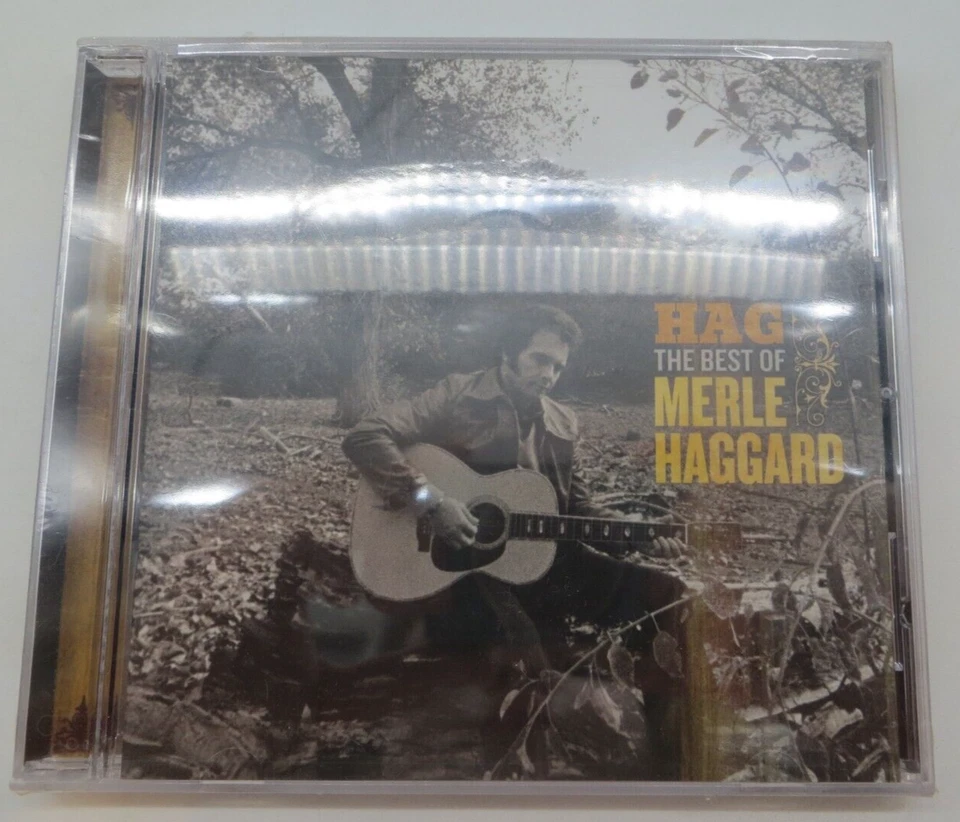 HAG
THE BEST OF
MERLE
HAGGARD